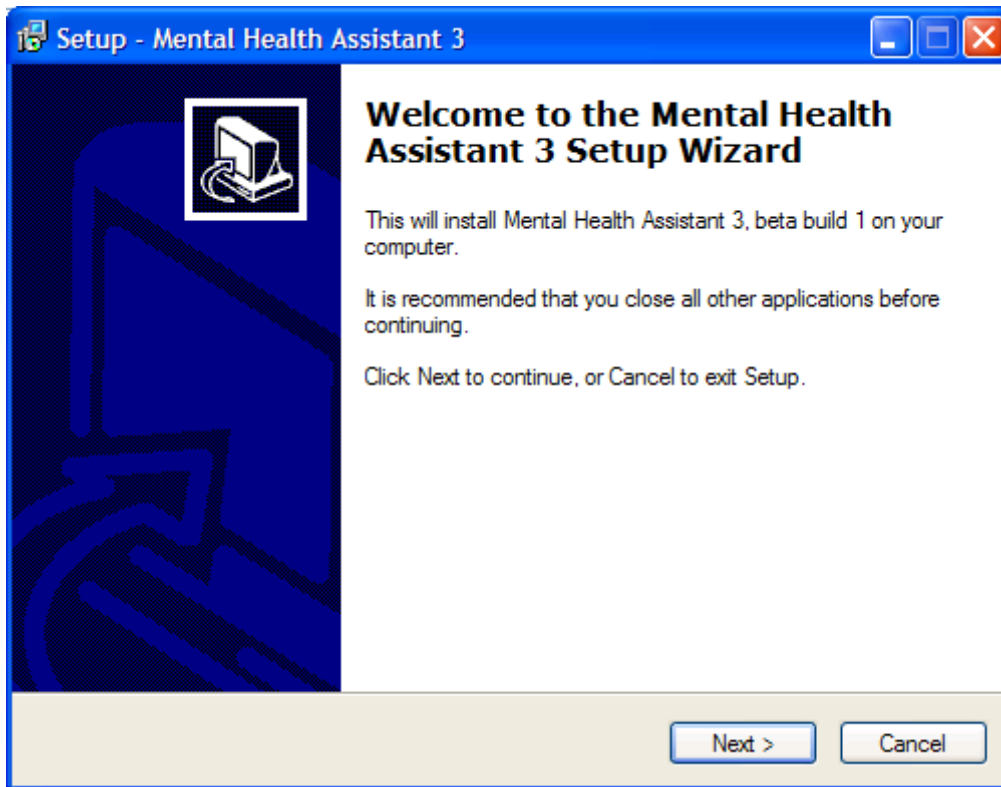 Setup - Mental Health Assistant 3
Welcome to the Mental Health
Assistant 3 Setup Wizard
This will install Mental Health Assistant 3, beta build 1 on your
computer.
It is recommended that you close all other applications before
continuing.
Click Next to continue, or Cancel to exit Setup.
Next >
Cancel